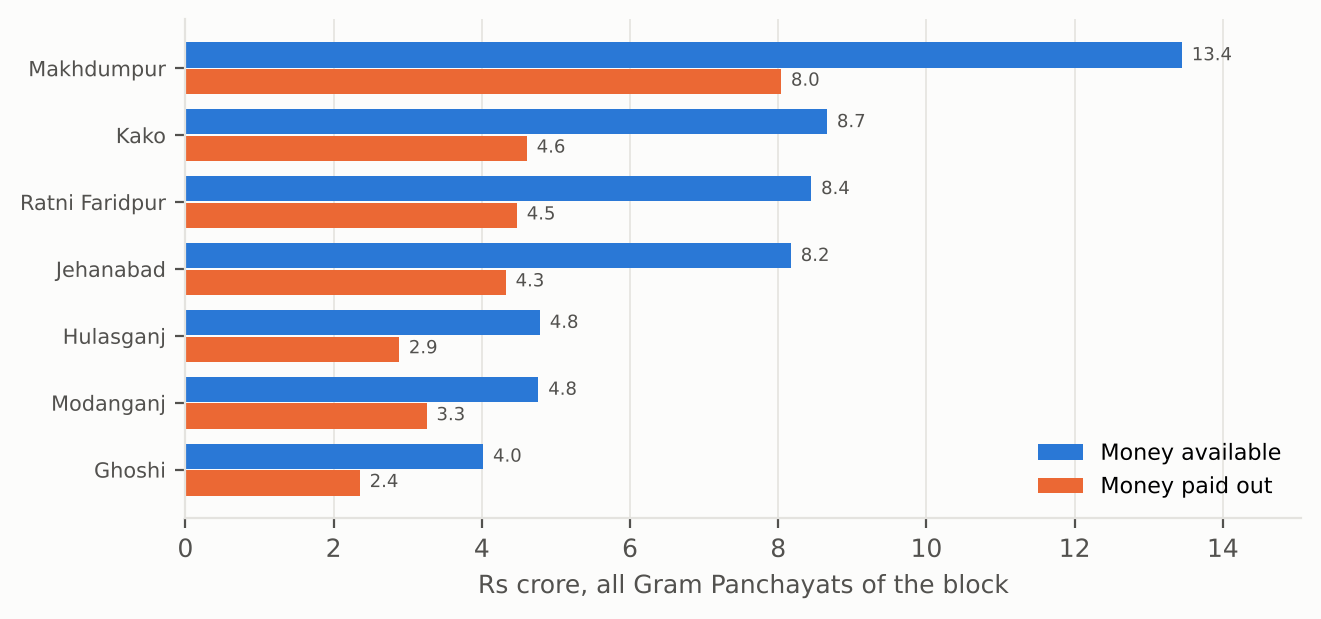 Makhdumpur
13.4
8.0
Kako
8.7
4.6
Ratni Faridpur
8.4
4.5
Jehanabad
8.2
4.3
Hulasganj
4.8
2.9
Modanganj
4.8
3.3
Ghoshi
4.0
2.4
Money available
Money paid out
0 2 4 6 8 10 12 14
Rs crore, all Gram Panchayats of the block